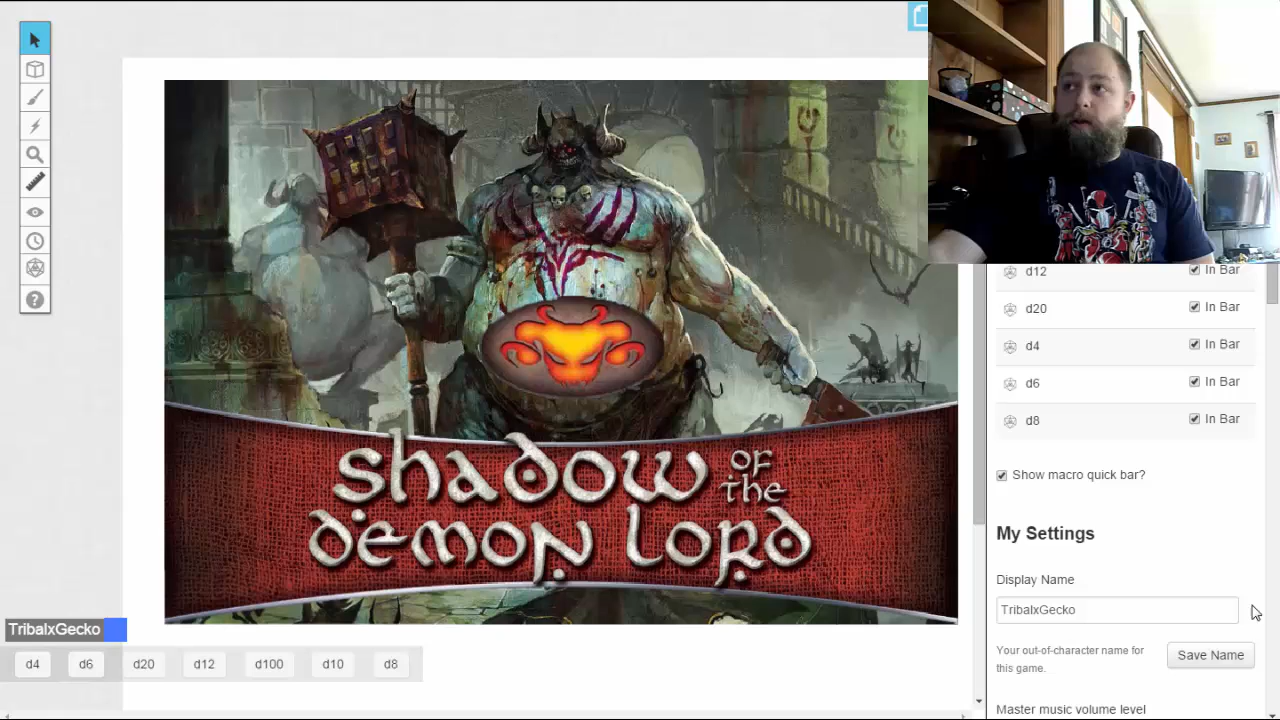 d12
In Bar
d20
In Bar
d4
In Bar
d6
In Bar
d8
In Bar
Show macro quick bar?
My Settings
Display Name
TribalxGecko
Your out-of-character name for
this game.
Save Name
Master music volume level
shadow of
the
demon lord
TribalxGecko
d4 d6 d20 d12 d100 d10 d8
?